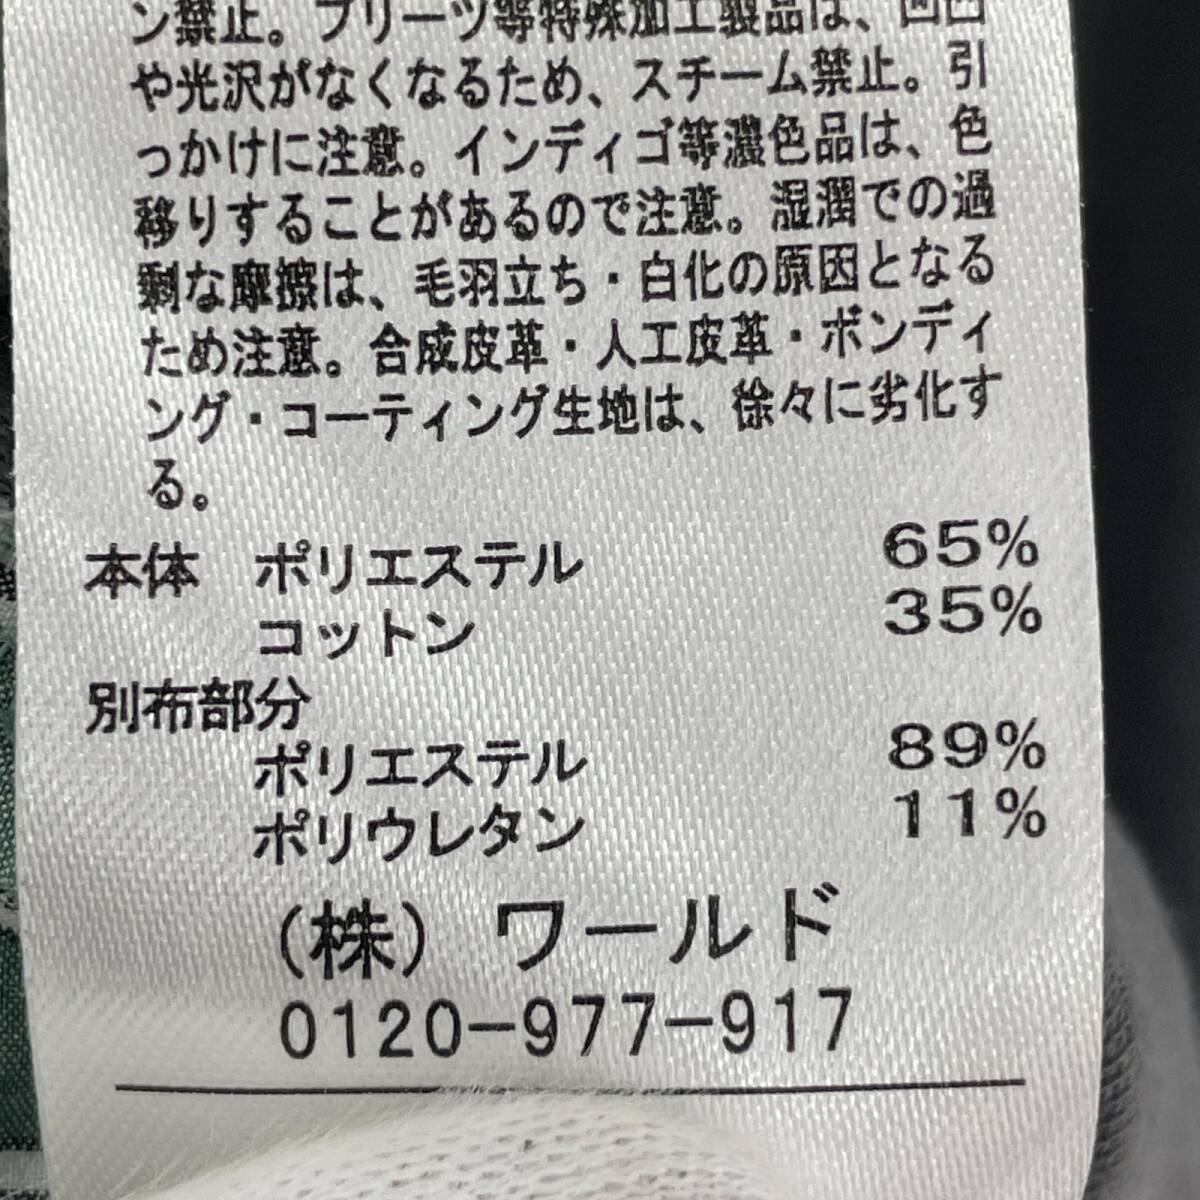 ン禁止。プリーツ等特殊加工製品は、凹凸
や光沢がなくなるため、スチーム禁止。引
っかけに注意。インディゴ等濃色品は、色
移りすることがあるので注意。湿潤での過
剰な摩擦は、毛羽立ち・白化の原因となる
ため注意。合成皮革・人工皮革・ボンディ
ング・コーティング生地は、徐々に劣化す
る。
本体 ポリエステル 65%
コットン 35%
別布部分
ポリエステル 89%
ポリウレタン 11%
(株) ワールド
0120-977-917